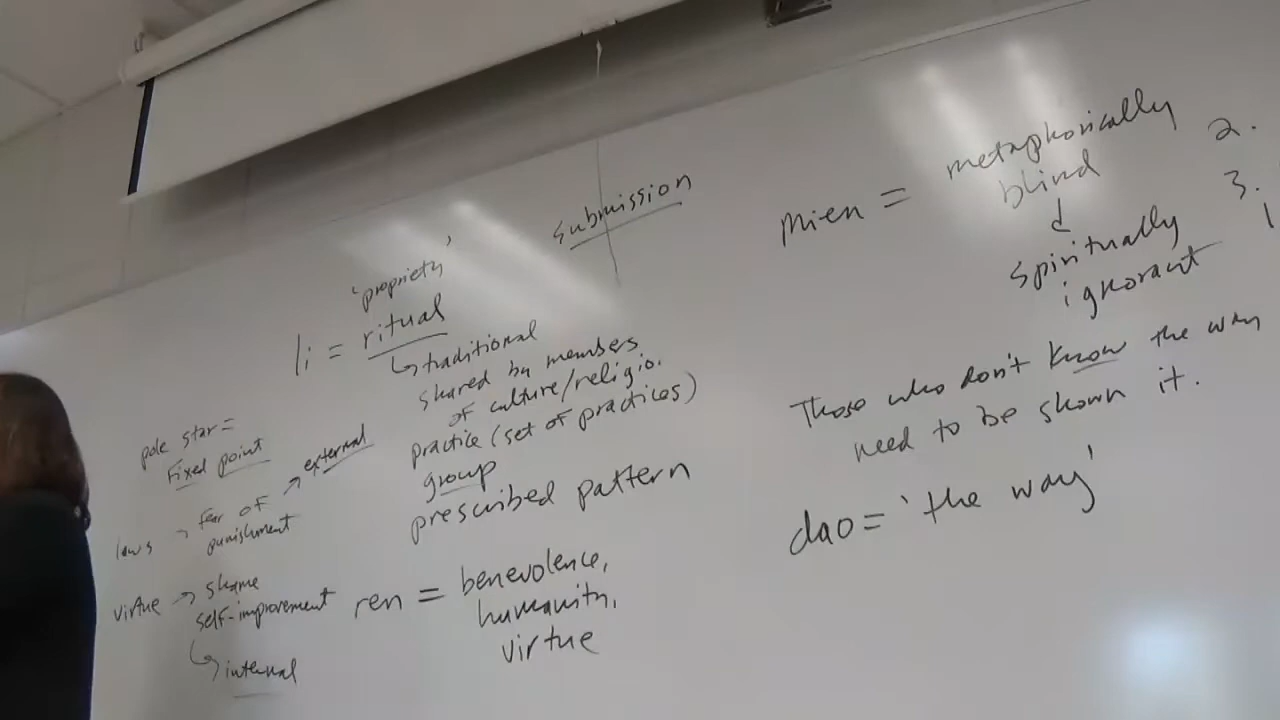 pole star =
Fixed point
laws → fear of → external
punishment
virtue → shame
self-improvement
↳ internal
'propriety'
li = ritual
↳ traditional
shared by members
of culture/religio.
practice (set of practices)
group
prescribed pattern
ren = benevolence,
humanity,
virtue
submission
mien = metaphorically
blind
↓
spiritually
ignorant
Those who don't know the way
need to be shown it.
dao = 'the way'
2.
3.